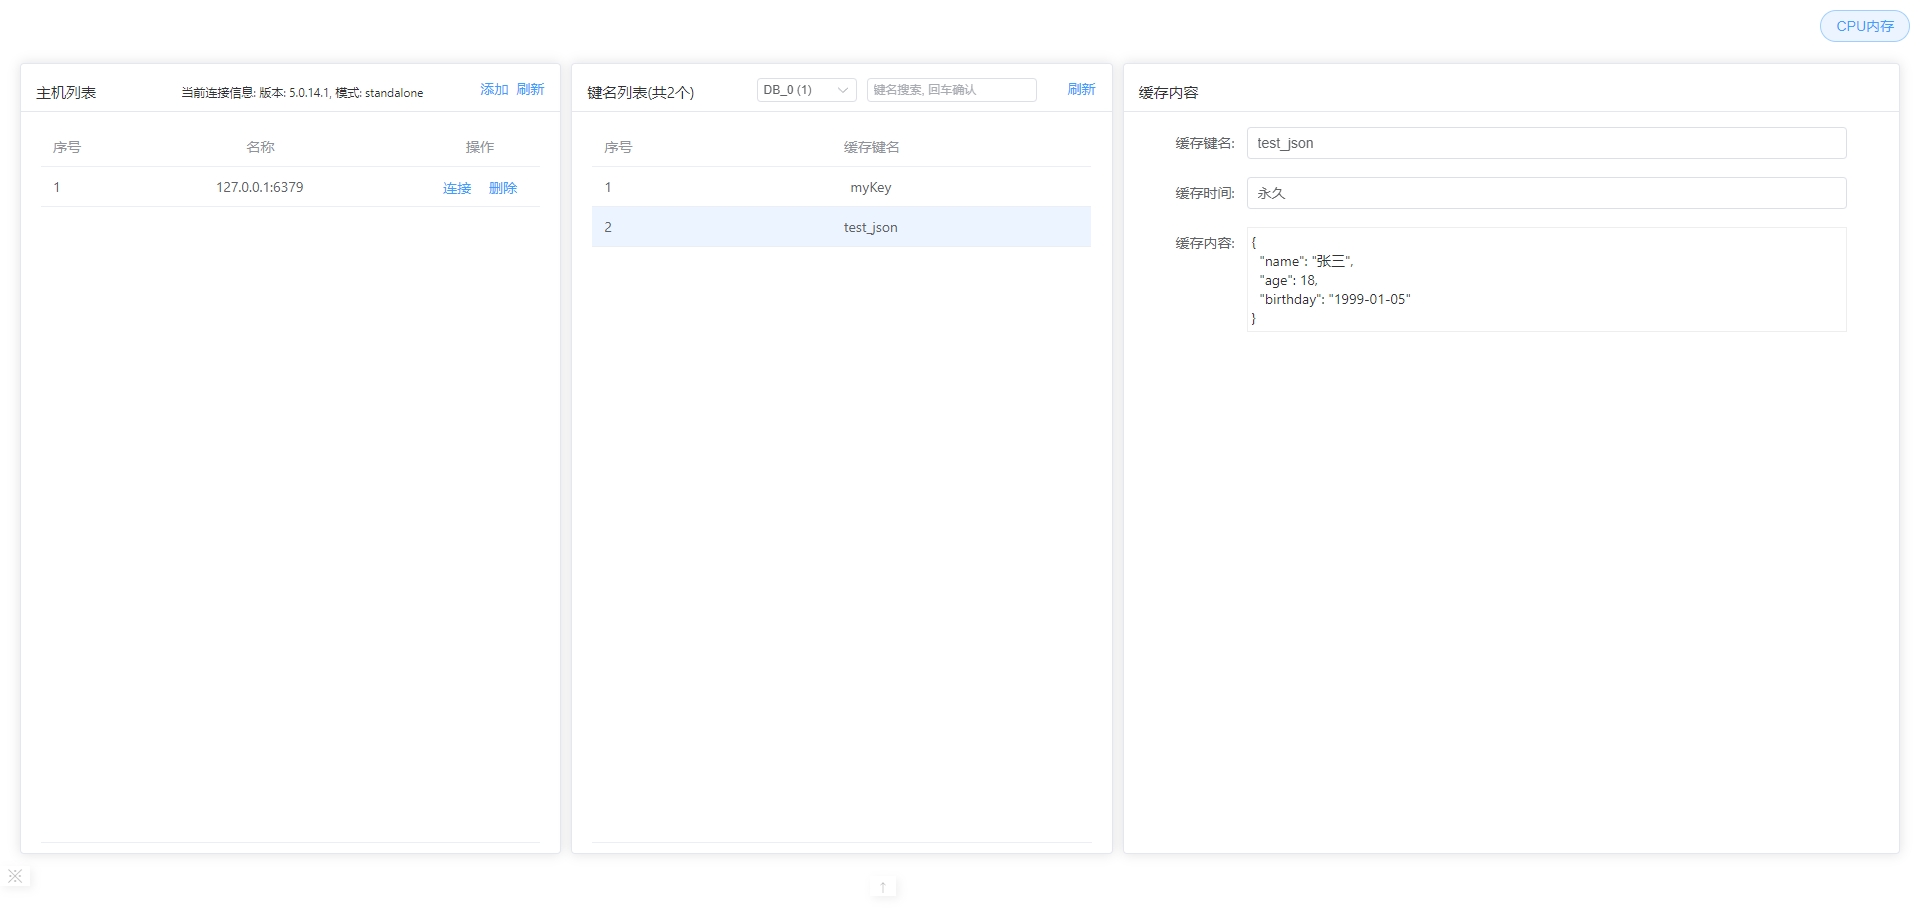 CPU内存
主机列表
当前连接信息: 版本: 5.0.14.1, 模式: standalone
添加 刷新
序号 名称 操作
1 127.0.0.1:6379 连接 删除
键名列表(共2个)
DB_0 (1)
键名搜索, 回车确认
刷新
序号 缓存键名
1 myKey
2 test_json
缓存内容
缓存键名: test_json
缓存时间: 永久
缓存内容: {
"name": "张三",
"age": 18,
"birthday": "1999-01-05"
}
※
↑